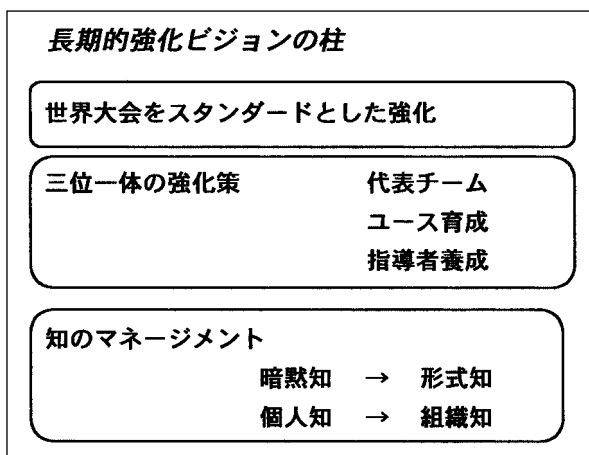 長期的強化ビジョンの柱
世界大会をスタンダードとした強化
三位一体の強化策 代表チーム
ユース育成
指導者養成
知のマネージメント
暗黙知 → 形式知
個人知 → 組織知